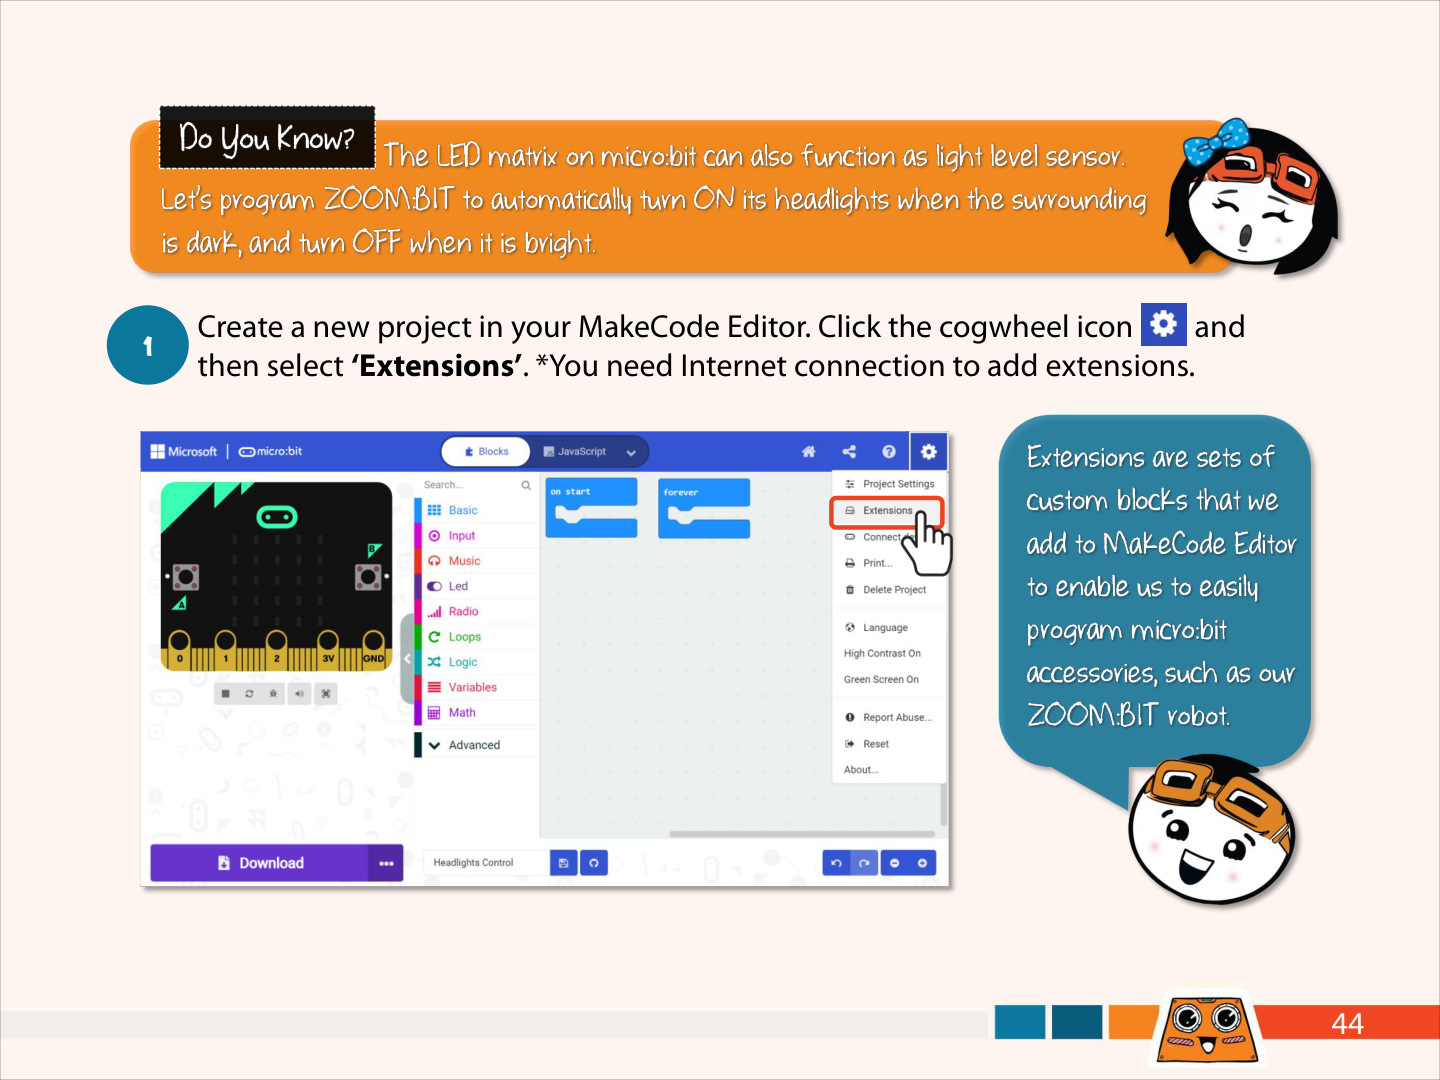 Do You Know?
The LED matrix on micro:bit can also function as light level sensor.
Let's program ZOOM:BIT to automatically turn ON its headlights when the surrounding
is dark, and turn OFF when it is bright.
1
Create a new project in your MakeCode Editor. Click the cogwheel icon and
then select ‘Extensions’. *You need Internet connection to add extensions.
Microsoft | micro:bit
Blocks
JavaScript
Search...
Basic
Input
Music
Led
Radio
Loops
Logic
Variables
Math
Advanced
on start
forever
Project Settings
Extensions
Connect
Print...
Delete Project
Language
High Contrast On
Green Screen On
Report Abuse...
Reset
About...
B
A
0 1 2 3V GND
Download
Headlights Control
Extensions are sets of
custom blocks that we
add to MakeCode Editor
to enable us to easily
program micro:bit
accessories, such as our
ZOOM:BIT robot.
44